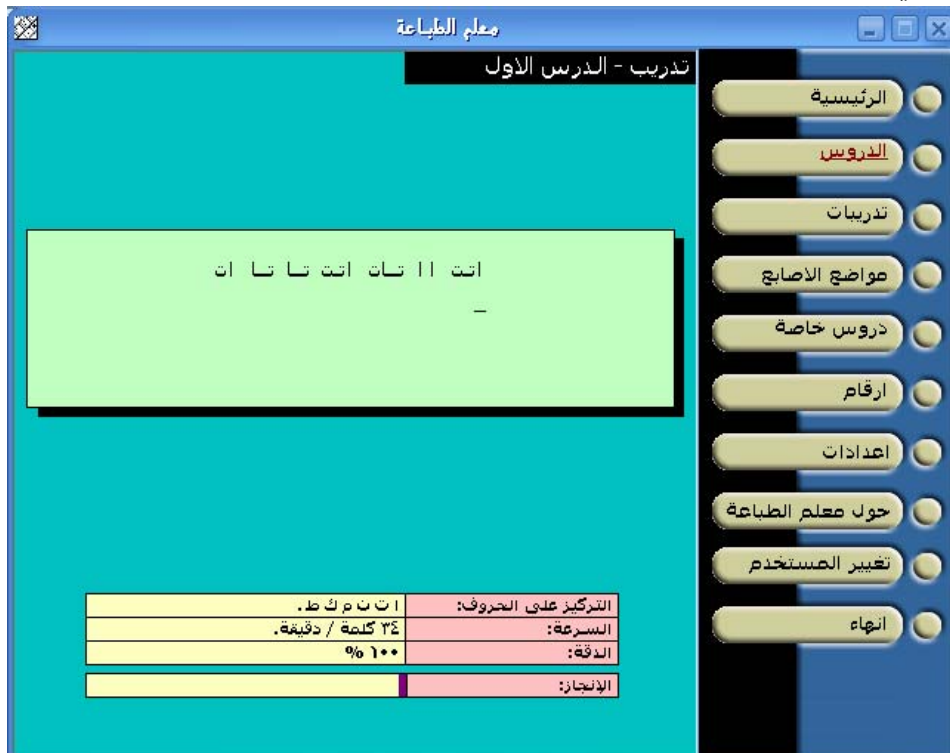 معلم الطباعة
تدريب - الدرس الاول
الرئيسية
الدروس
تدريبات
مواضع الاصابع
دروس خاصة
ارقام
اعدادات
حول معلم الطباعة
تغيير المستخدم
انهاء
اتت اا تات اتت تا تا ات
_
التركيز على الحروف: ا ت ن م ك ط.
السرعة: ٣٤ كلمة / دقيقة.
الدقة: ١٠٠ %
الإنجاز: